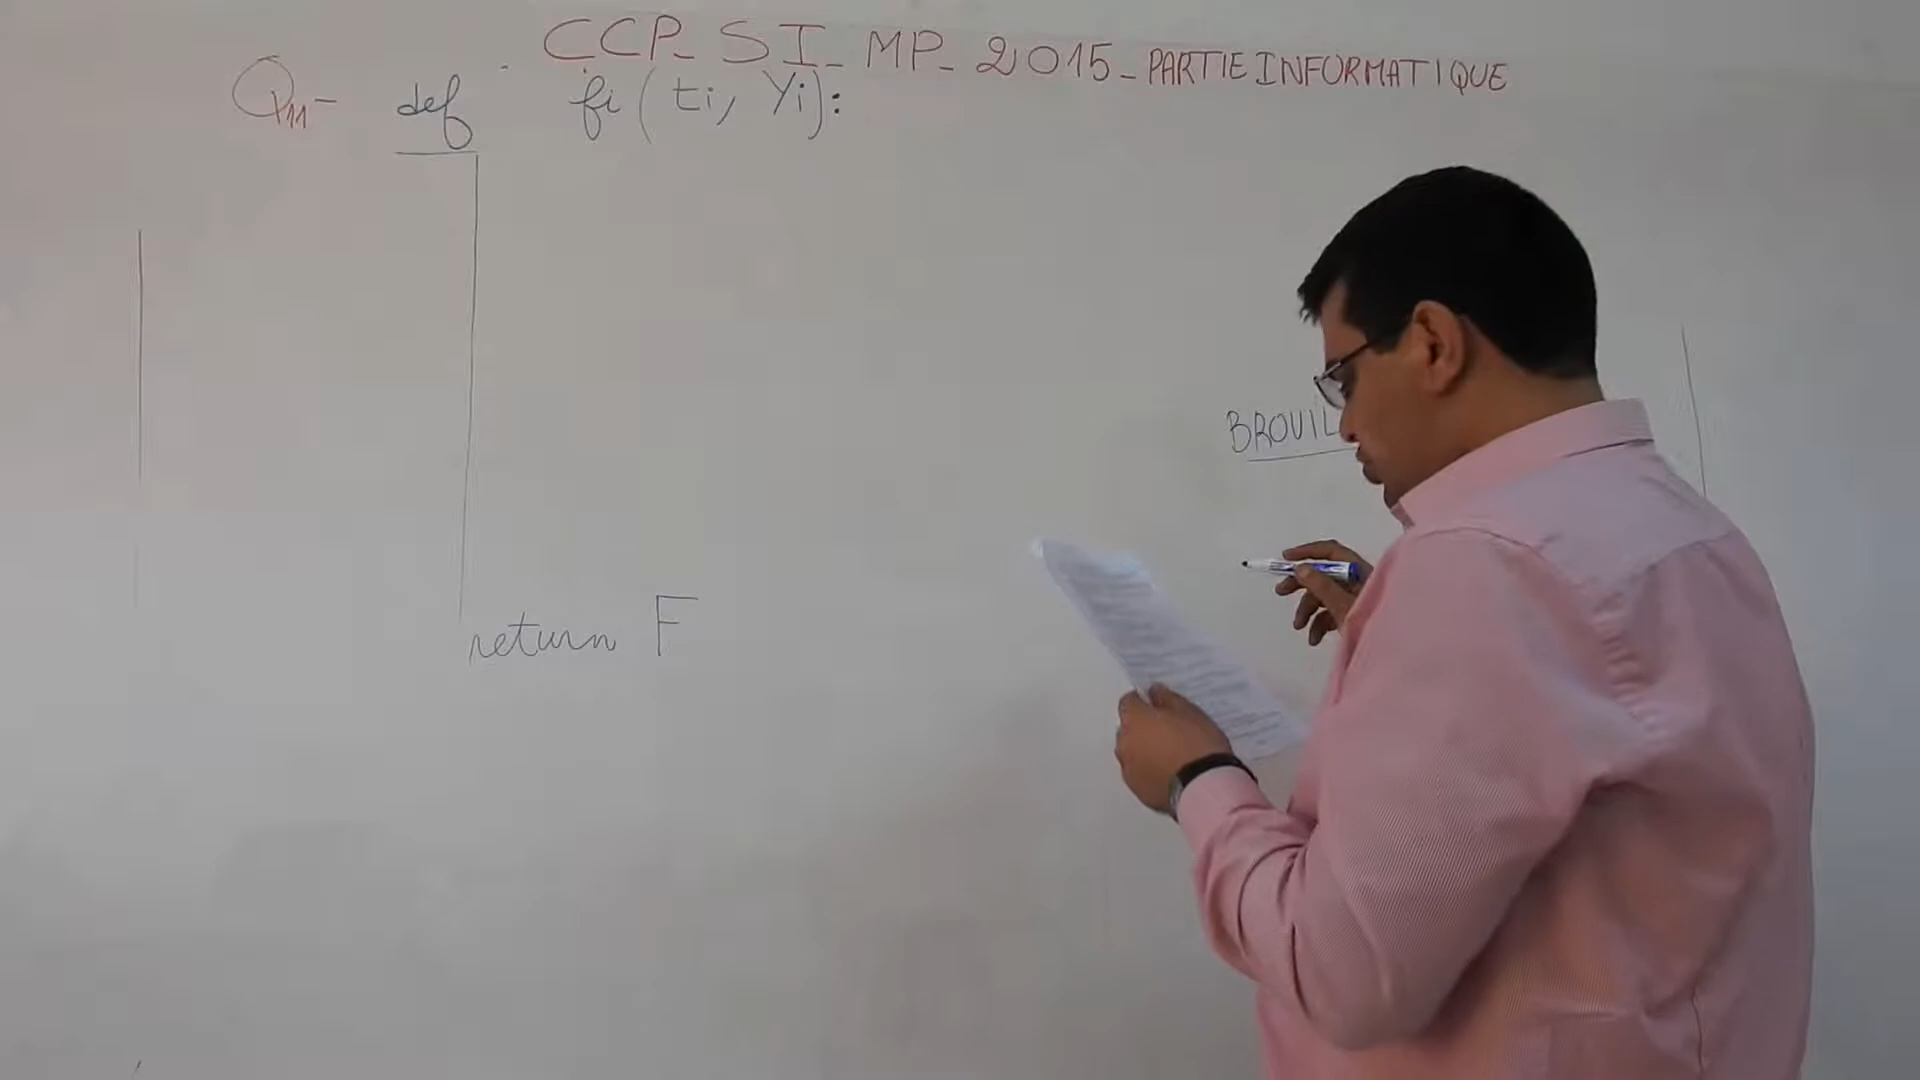 CCP_SI_MP_2015_PARTIE INFORMATIQUE
Q11- def fi(ti, Yi):
BROUIL
return F